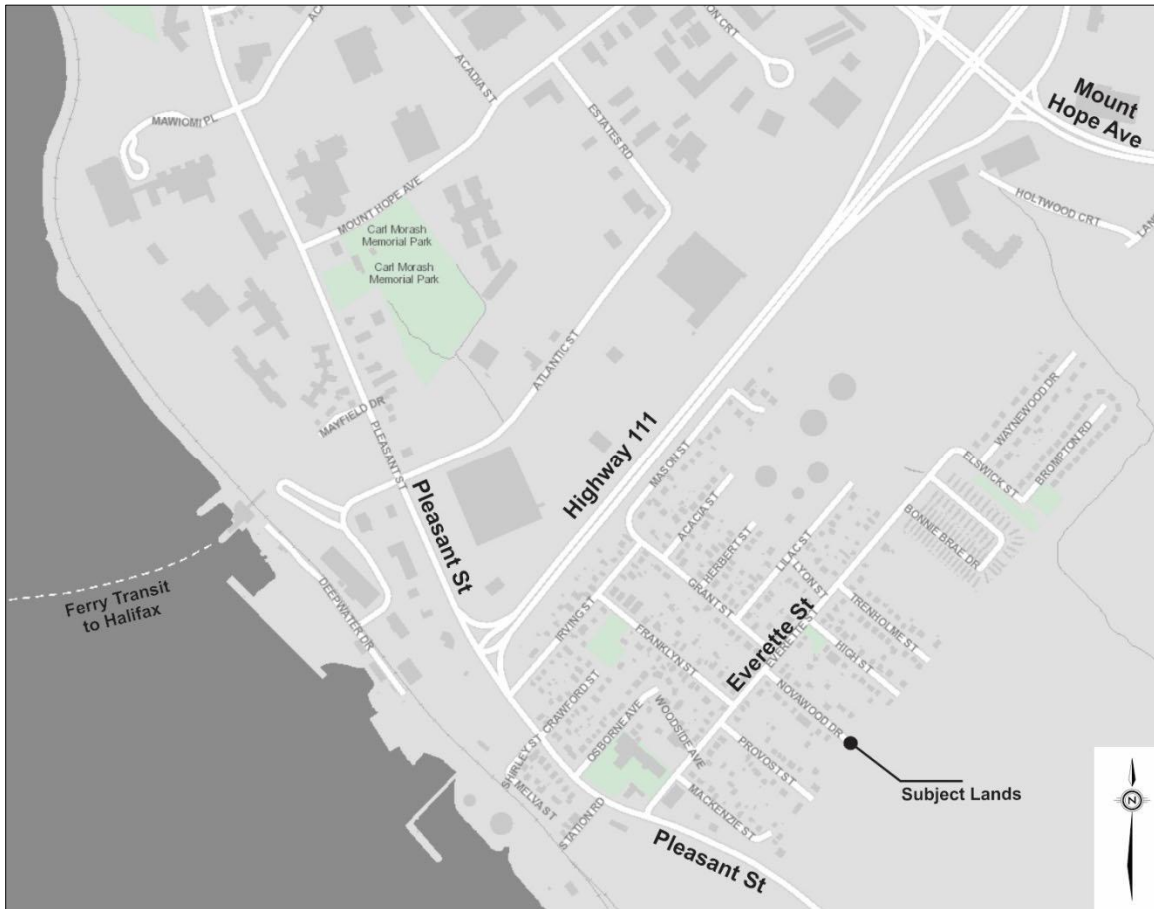 ACADIA ST
MAWIOMI PL
ESTATES RD
Mount
Hope Ave
MOUNT HOPE AVE
HOLTWOOD CRT
Carl Morash
Memorial Park
Carl Morash
Memorial Park
ATLANTIC ST
MAYFIELD DR
PLEASANT ST
Pleasant St
Highway 111
MASON ST
ACACIA ST
HERBERT ST
LILAC ST
LYON ST
GRANT ST
WAYNEWOOD DR
BROMPTON RD
ELSWICK ST
BONNIE BRAE DR
Ferry Transit
to Halifax
DEEPWATER DR
IRVING ST
FRANKLYN ST
Everette St
TRENHOLME ST
HIGH ST
NOVAWOOD DR
CRAWFORD ST
SHIRLEY ST
OSBORNE AVE
WOODSIDE AVE
PROVOST ST
MELVA ST
STATION RD
MACKENZIE ST
Subject Lands
Pleasant St
N